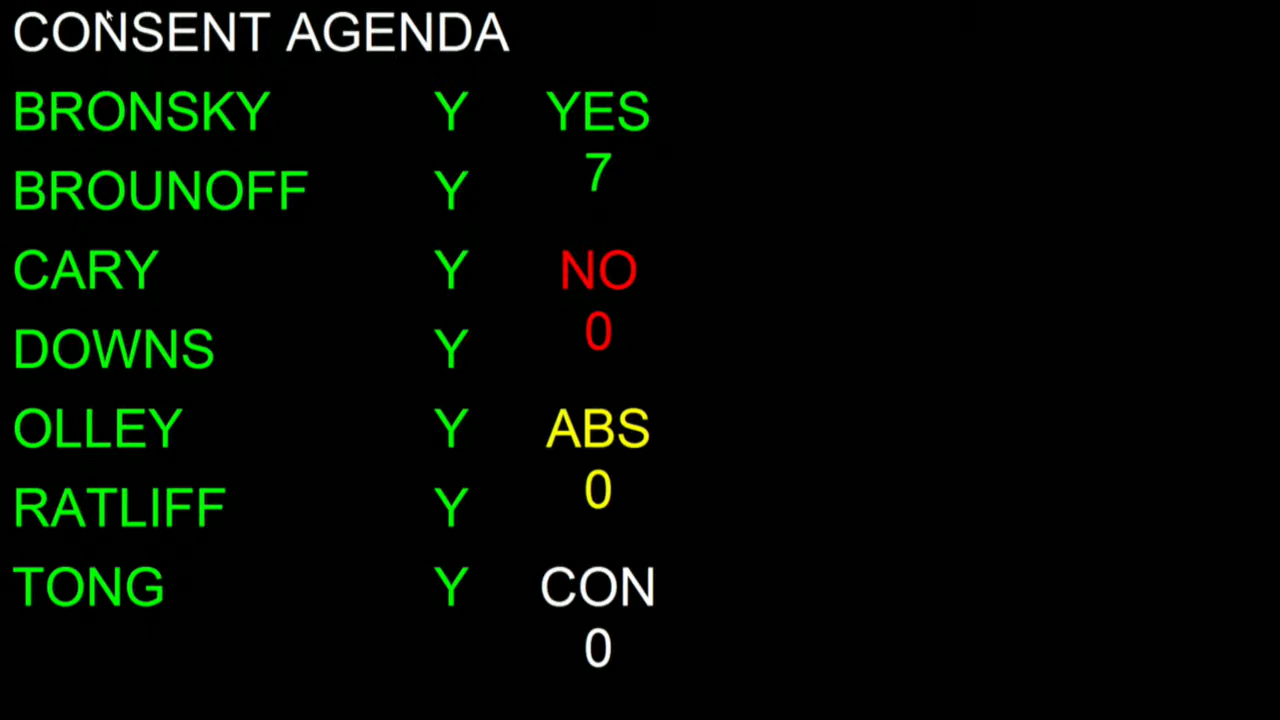 CONSENT AGENDA
BRONSKY Y YES
7
BROUNOFF Y
CARY Y NO
0
DOWNS Y
OLLEY Y ABS
0
RATLIFF Y
TONG Y CON
0